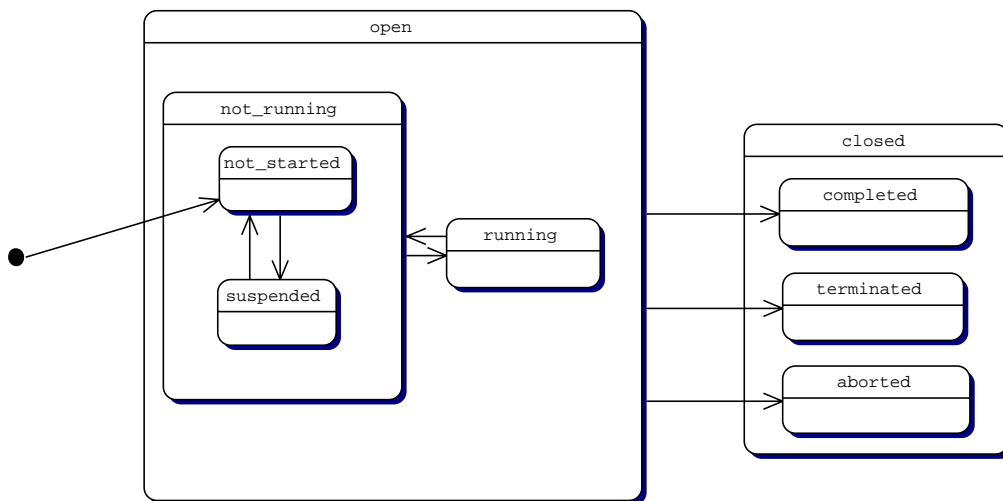 open
not_running
not_started
suspended
running
closed
completed
terminated
aborted